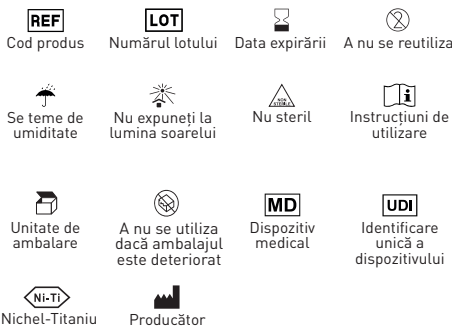 REF
LOT
Cod produs
Numărul lotului
Data expirării
A nu se reutiliza
NON
STERILE
i
Se teme de
umiditate
Nu expuneți la
lumina soarelui
Nu steril
Instrucțiuni de
utilizare
MD
UDI
Unitate de
ambalare
A nu se utiliza
dacă ambalajul
este deteriorat
Dispozitiv
medical
Identificare
unică a
dispozitivului
Ni-Ti
Nichel-Titaniu
Producător